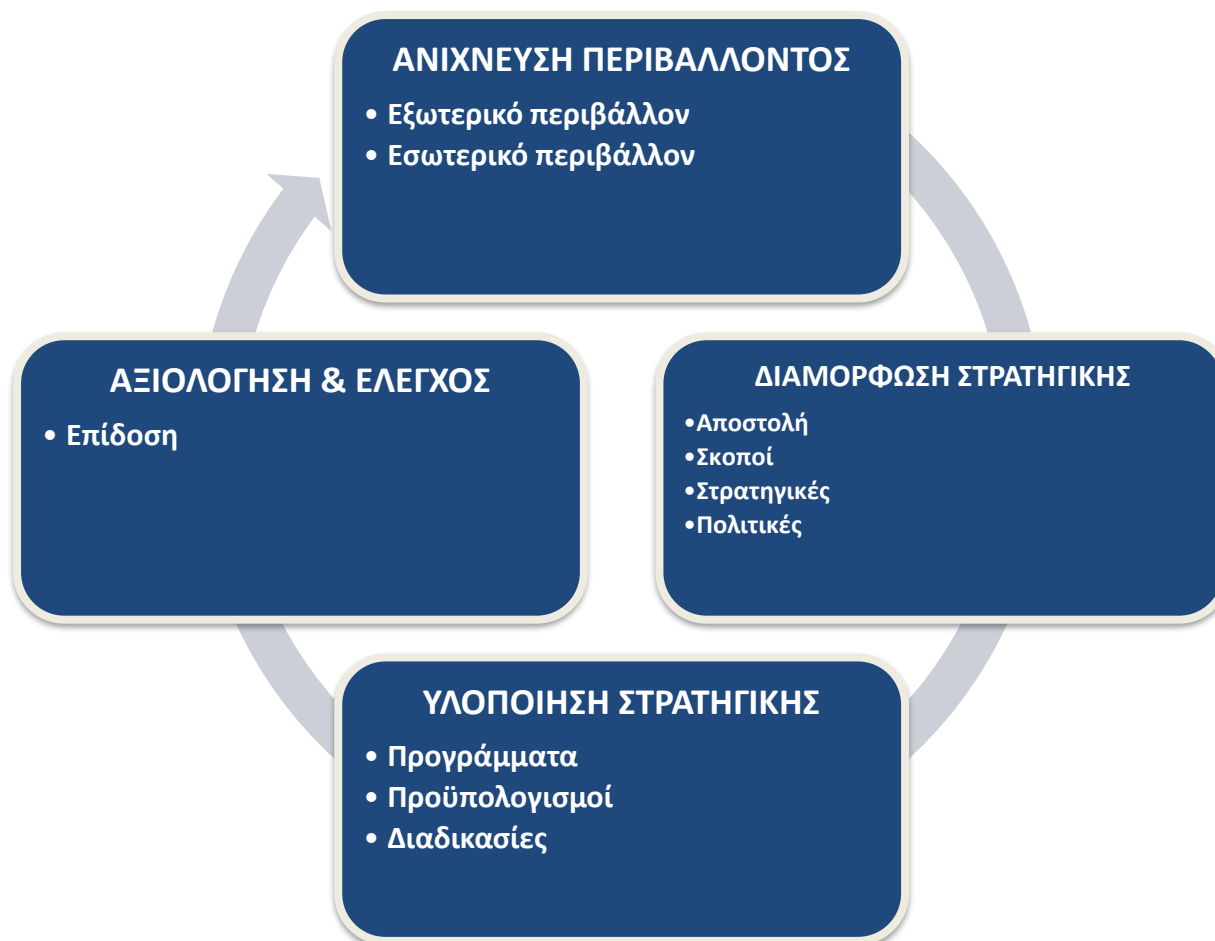 ΑΝΙΧΝΕΥΣΗ ΠΕΡΙΒΑΛΛΟΝΤΟΣ
• Εξωτερικό περιβάλλον
• Εσωτερικό περιβάλλον
ΑΞΙΟΛΟΓΗΣΗ & ΕΛΕΓΧΟΣ
• Επίδοση
ΔΙΑΜΟΡΦΩΣΗ ΣΤΡΑΤΗΓΙΚΗΣ
•Αποστολή
•Σκοποί
•Στρατηγικές
•Πολιτικές
ΥΛΟΠΟΙΗΣΗ ΣΤΡΑΤΗΓΙΚΗΣ
• Προγράμματα
• Προϋπολογισμοί
• Διαδικασίες